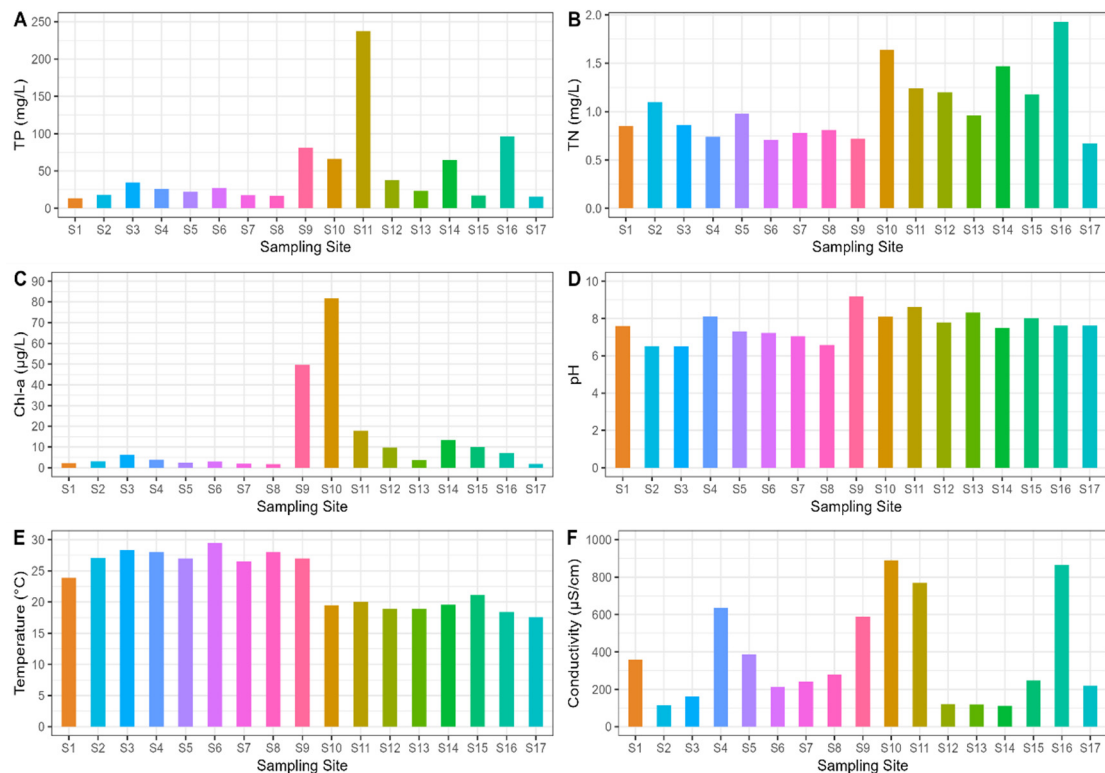 A
TP (mg/L)
250
200
150
100
50
0
S1 S2 S3 S4 S5 S6 S7 S8 S9 S10 S11 S12 S13 S14 S15 S16 S17
Sampling Site
B
TN (mg/L)
2.0
1.5
1.0
0.5
0.0
S1 S2 S3 S4 S5 S6 S7 S8 S9 S10 S11 S12 S13 S14 S15 S16 S17
Sampling Site
C
Chl-a (µg/L)
90
80
70
60
50
40
30
20
10
0
S1 S2 S3 S4 S5 S6 S7 S8 S9 S10 S11 S12 S13 S14 S15 S16 S17
Sampling Site
D
pH
10
8
6
4
2
0
S1 S2 S3 S4 S5 S6 S7 S8 S9 S10 S11 S12 S13 S14 S15 S16 S17
Sampling Site
E
Temperature (°C)
30
25
20
15
10
5
0
S1 S2 S3 S4 S5 S6 S7 S8 S9 S10 S11 S12 S13 S14 S15 S16 S17
Sampling Site
F
Conductivity (µS/cm)
1000
800
600
400
200
0
S1 S2 S3 S4 S5 S6 S7 S8 S9 S10 S11 S12 S13 S14 S15 S16 S17
Sampling Site